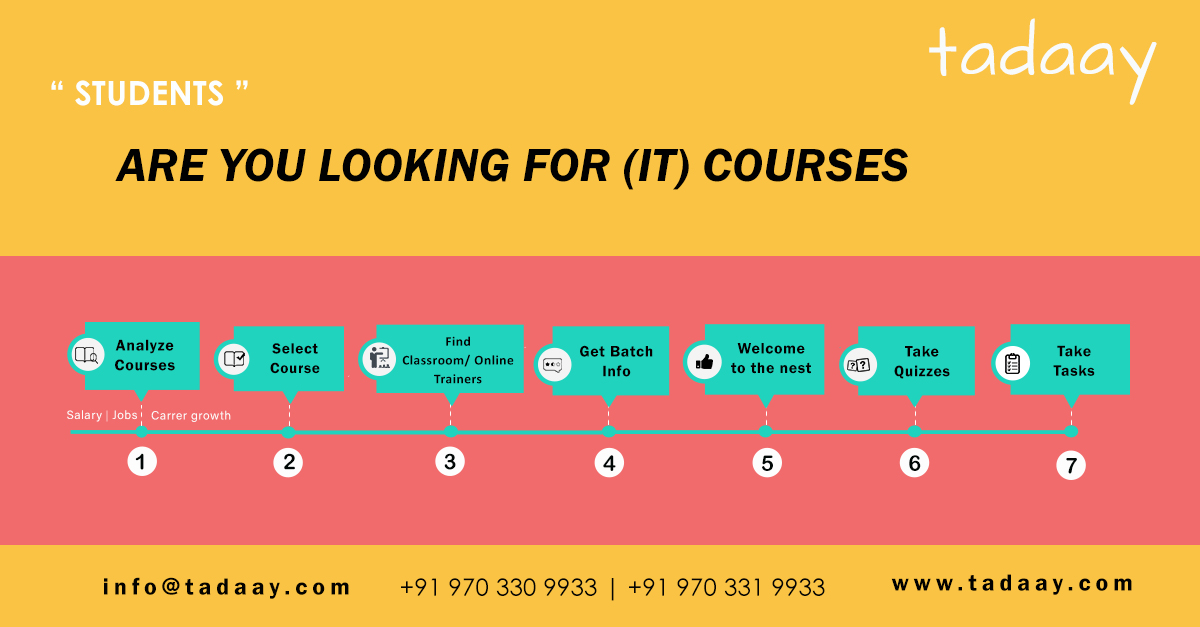 tadaay
“ STUDENTS ”
ARE YOU LOOKING FOR (IT) COURSES
Analyze
Courses
Select
Course
Find
Classroom/ Online
Trainers
Get Batch
Info
Welcome
to the nest
Take
Quizzes
Take
Tasks
Salary | Jobs | Carrer growth
1
2
3
4
5
6
7
info@tadaay.com
+91 970 330 9933 | +91 970 331 9933
www.tadaay.com